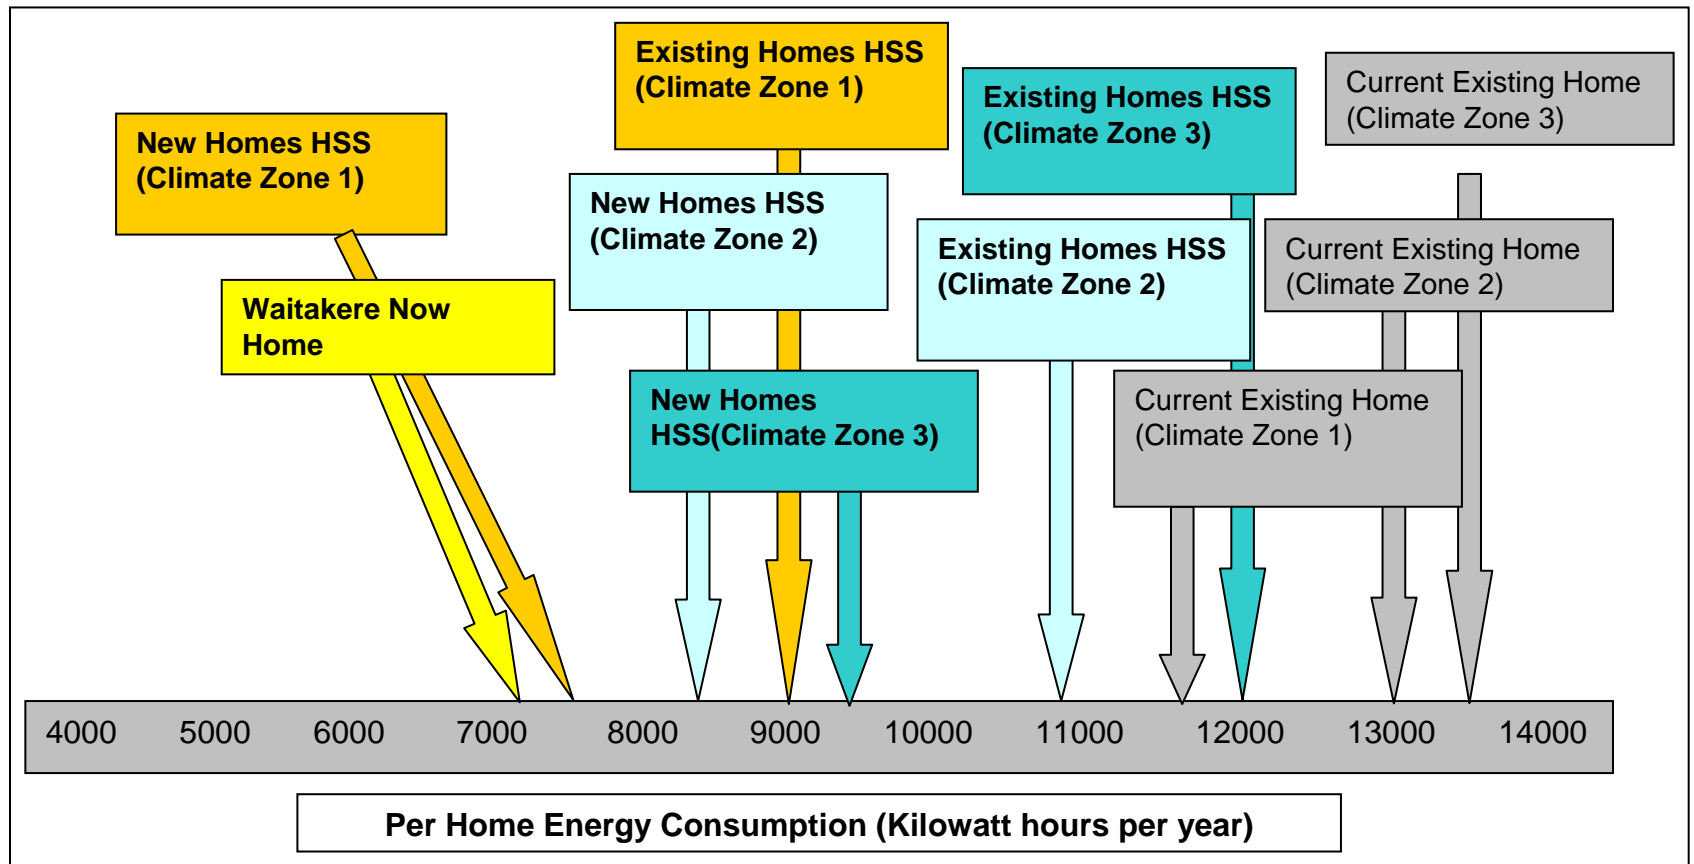 Existing Homes HSS
(Climate Zone 1)
Existing Homes HSS
(Climate Zone 3)
Current Existing Home
(Climate Zone 3)
New Homes HSS
(Climate Zone 1)
New Homes HSS
(Climate Zone 2)
Existing Homes HSS
(Climate Zone 2)
Current Existing Home
(Climate Zone 2)
Waitakere Now
Home
New Homes
HSS(Climate Zone 3)
Current Existing Home
(Climate Zone 1)
4000 5000 6000 7000 8000 9000 10000 11000 12000 13000 14000
Per Home Energy Consumption (Kilowatt hours per year)